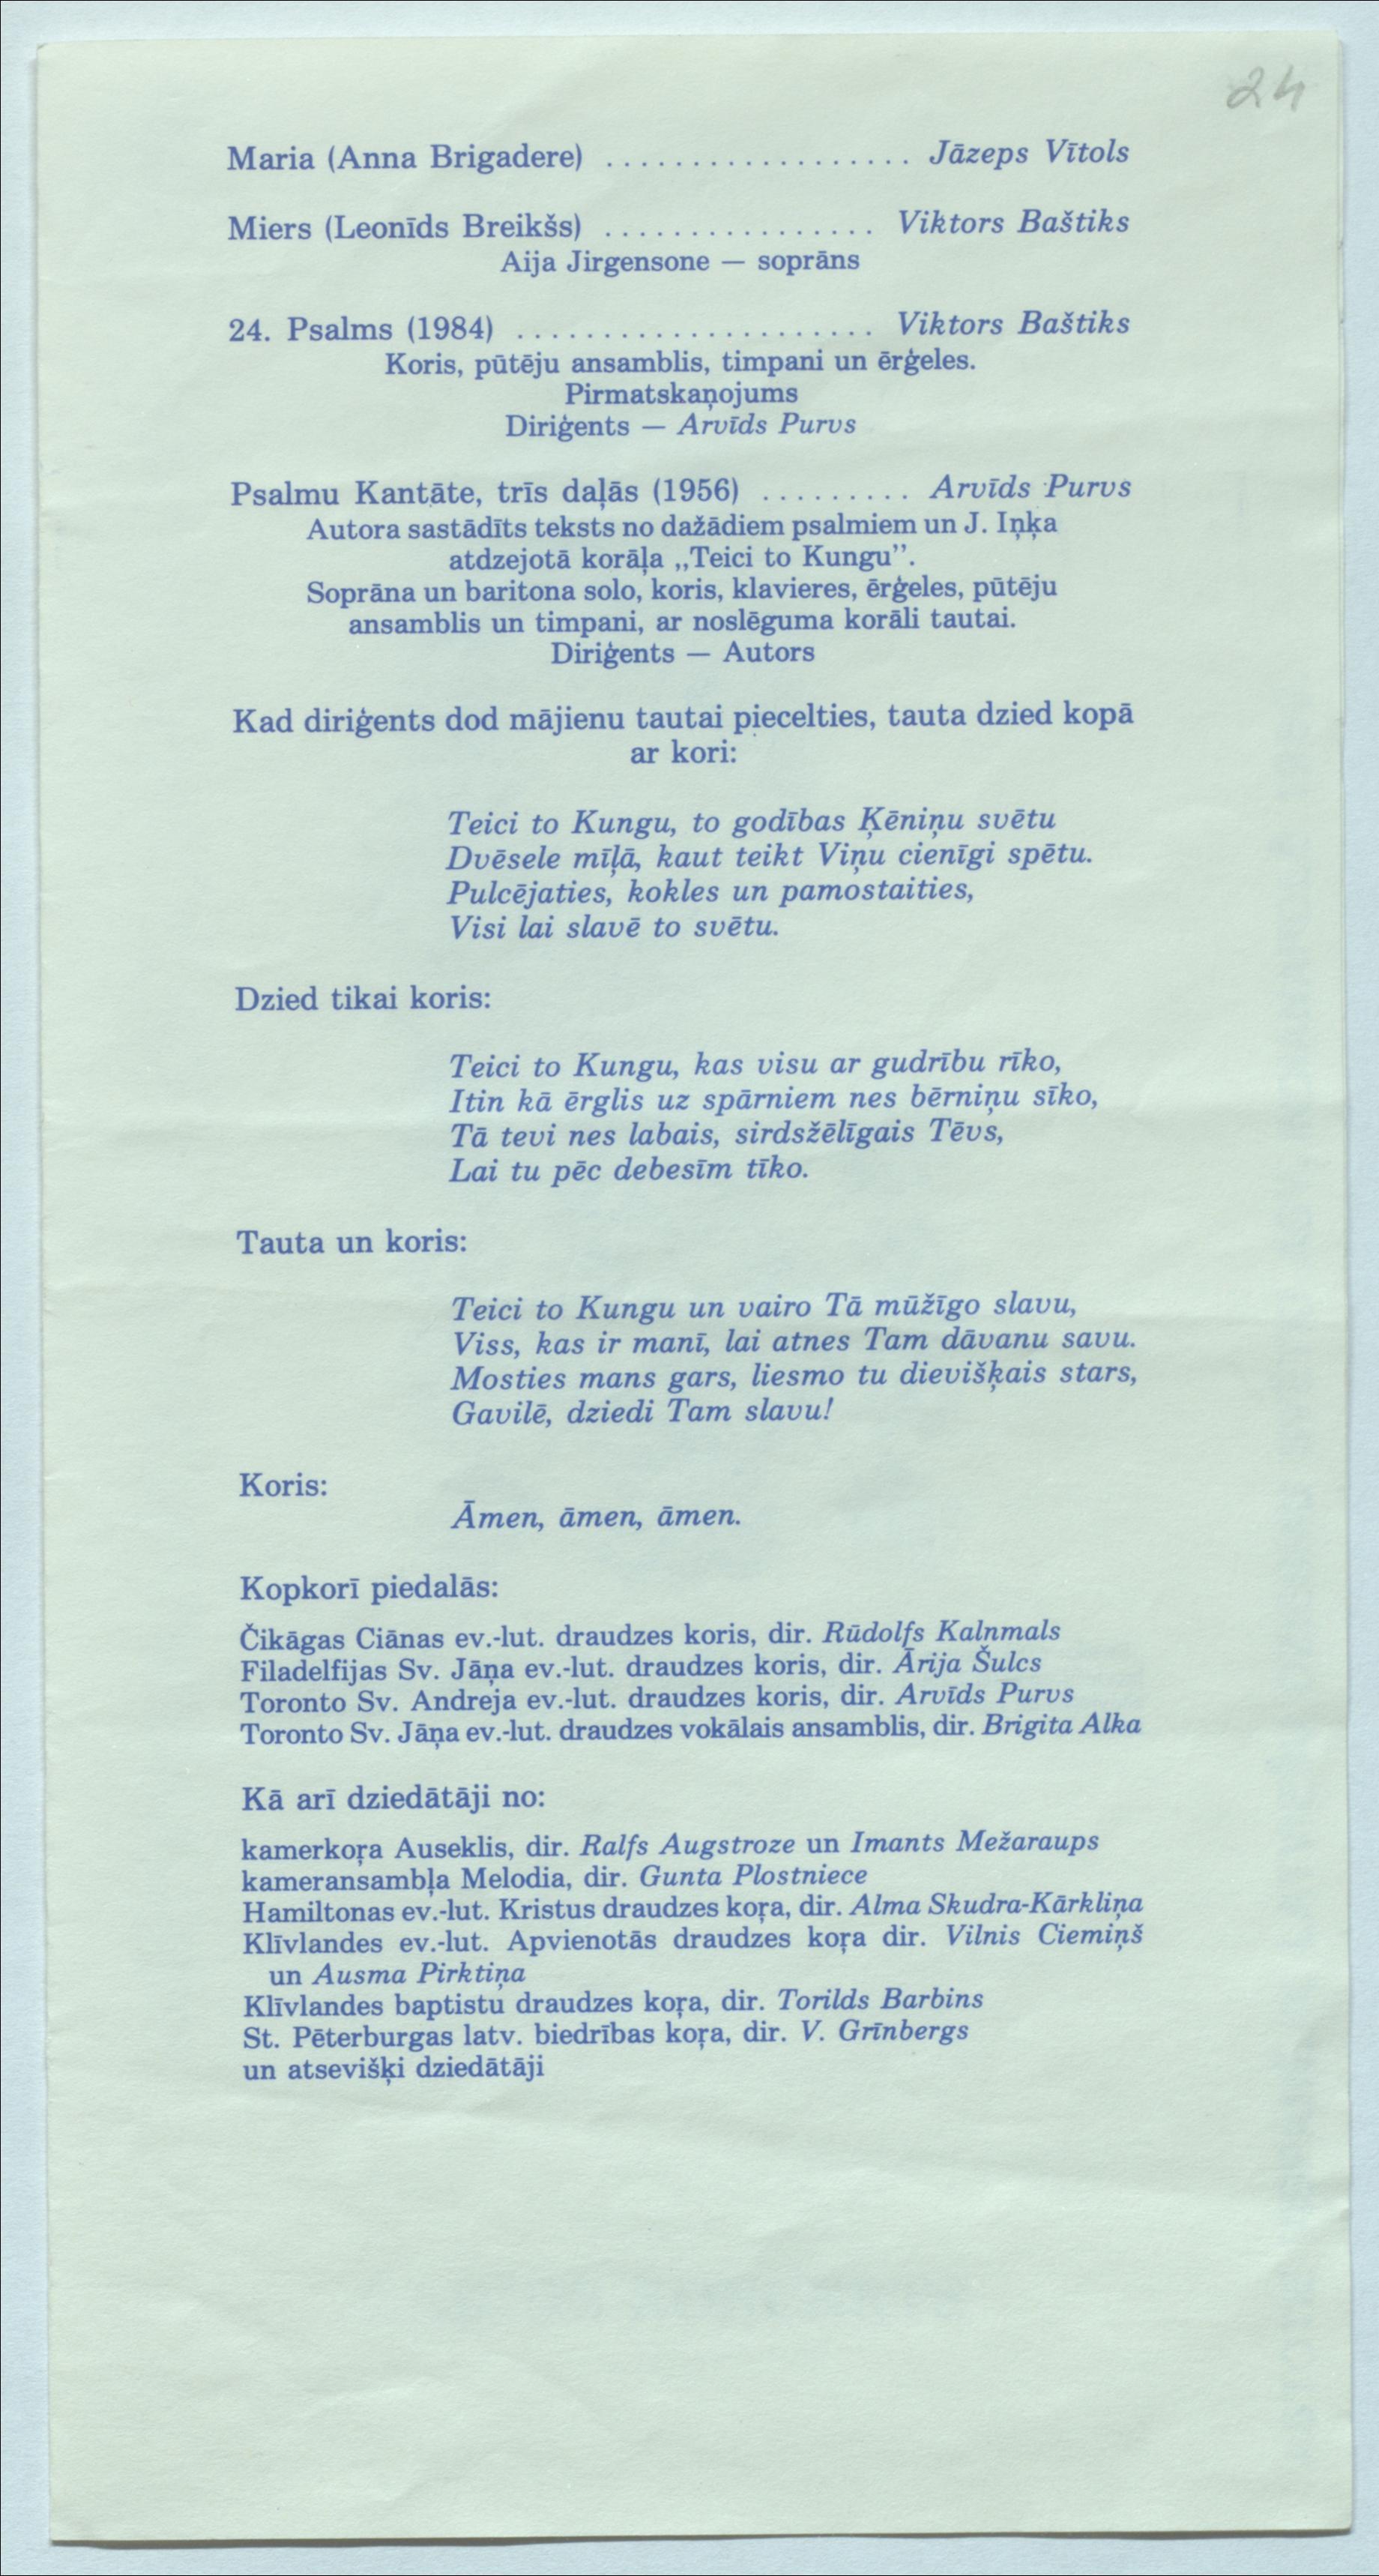 24
Maria (Anna Brigadere) .................. Jāzeps Vītols
Miers (Leonīds Breikšs) ................ Viktors Baštiks
Aija Jirgensone — soprāns
24. Psalms (1984) ..................... Viktors Baštiks
Koris, pūtēju ansamblis, timpani un ērģeles.
Pirmatskaņojums
Diriģents — Arvīds Purvs
Psalmu Kantāte, trīs daļās (1956) ......... Arvīds Purvs
Autora sastādīts teksts no dažādiem psalmiem un J. Iņķa
atdzejotā korāļa „Teici to Kungu”.
Soprāna un baritona solo, koris, klavieres, ērģeles, pūtēju
ansamblis un timpani, ar noslēguma korāli tautai.
Diriģents — Autors
Kad diriģents dod mājienu tautai piecelties, tauta dzied kopā
ar kori:
Teici to Kungu, to godības Ķēniņu svētu
Dvēsele mīļā, kaut teikt Viņu cienīgi spētu.
Pulcējaties, kokles un pamostaities,
Visi lai slavē to svētu.
Dzied tikai koris:
Teici to Kungu, kas visu ar gudrību rīko,
Itin kā ērglis uz spārniem nes bērniņu sīko,
Tā tevi nes labais, sirdsžēlīgais Tēvs,
Lai tu pēc debesīm tīko.
Tauta un koris:
Teici to Kungu un vairo Tā mūžīgo slavu,
Viss, kas ir manī, lai atnes Tam dāvanu savu.
Mosties mans gars, liesmo tu dievišķais stars,
Gavilē, dziedi Tam slavu!
Koris:
Āmen, āmen, āmen.
Kopkorī piedalās:
Čikāgas Ciānas ev.-lut. draudzes koris, dir. Rūdolfs Kalnmals
Filadelfijas Sv. Jāņa ev.-lut. draudzes koris, dir. Ārija Šulcs
Toronto Sv. Andreja ev.-lut. draudzes koris, dir. Arvīds Purvs
Toronto Sv. Jāņa ev.-lut. draudzes vokālais ansamblis, dir. Brigita Alka
Kā arī dziedātāji no:
kamerkoŗa Auseklis, dir. Ralfs Augstroze un Imants Mežaraups
kameransambļa Melodia, dir. Gunta Plostniece
Hamiltonas ev.-lut. Kristus draudzes koŗa, dir. Alma Skudra-Kārkliņa
Klīvlandes ev.-lut. Apvienotās draudzes koŗa dir. Vilnis Ciemiņš
un Ausma Pirktiņa
Klīvlandes baptistu draudzes koŗa, dir. Torilds Barbins
St. Pēterburgas latv. biedrības koŗa, dir. V. Grīnbergs
un atsevišķi dziedātāji